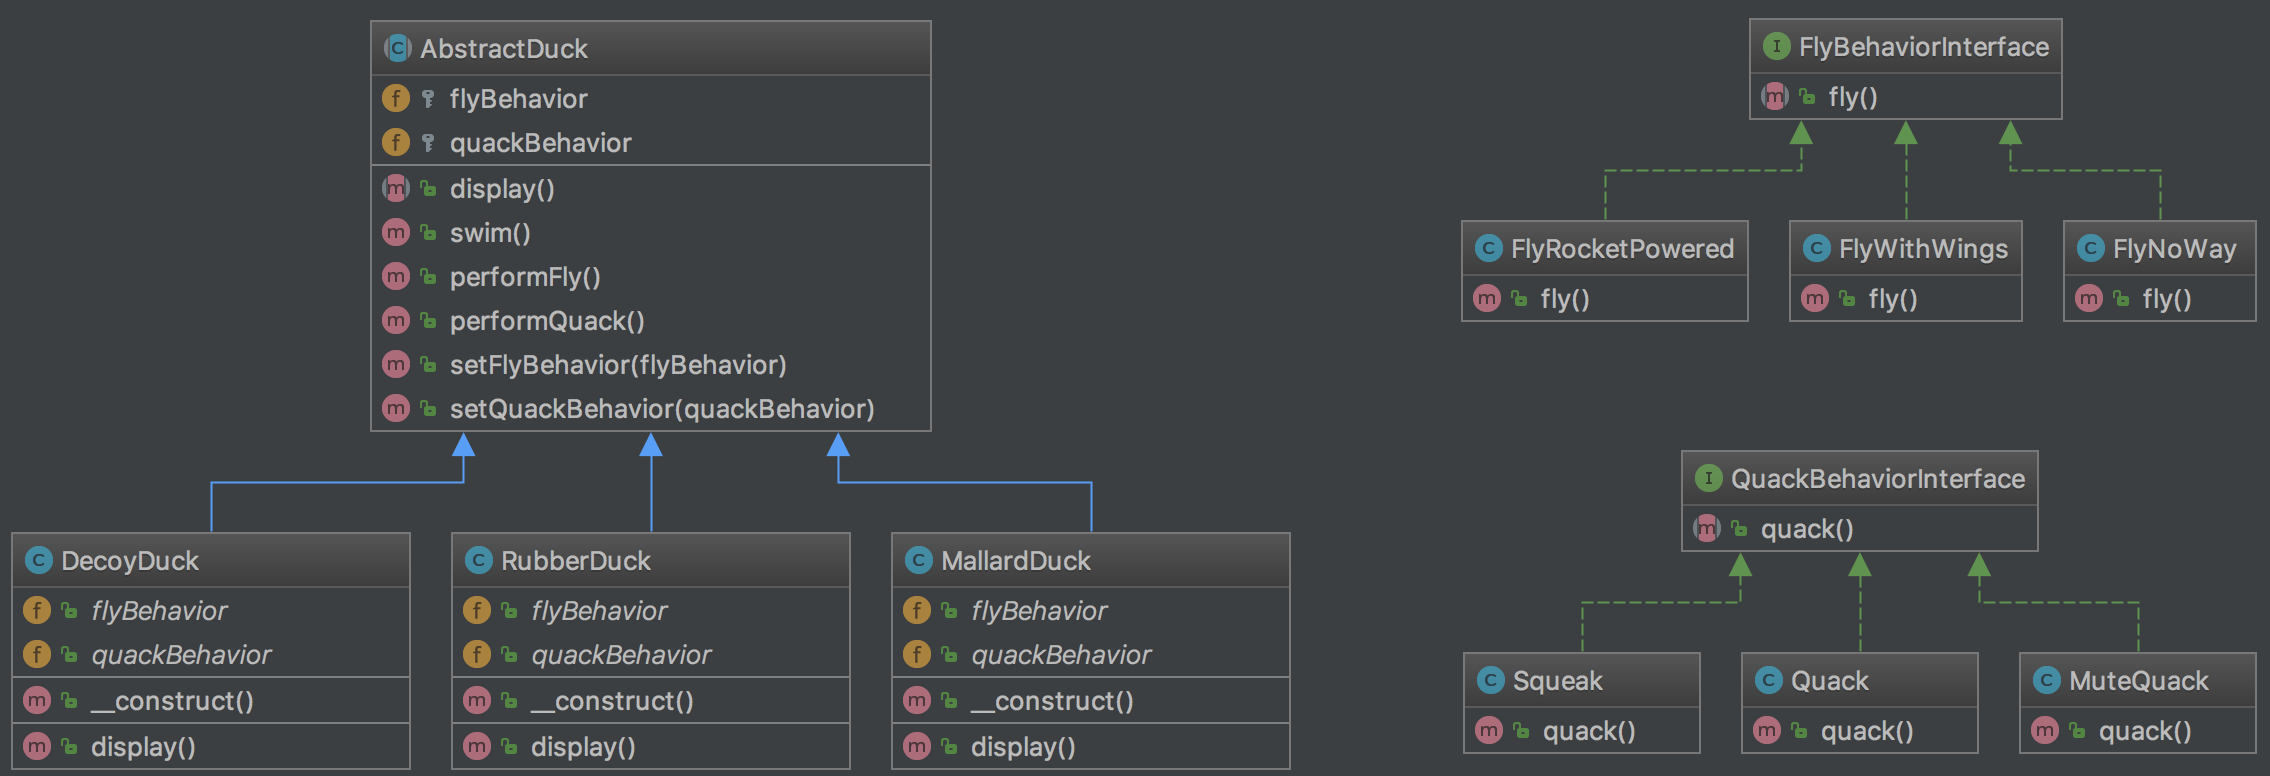 AbstractDuck
flyBehavior
quackBehavior
display()
swim()
performFly()
performQuack()
setFlyBehavior(flyBehavior)
setQuackBehavior(quackBehavior)
DecoyDuck
flyBehavior
quackBehavior
__construct()
display()
RubberDuck
flyBehavior
quackBehavior
__construct()
display()
MallardDuck
flyBehavior
quackBehavior
__construct()
display()
FlyBehaviorInterface
fly()
FlyRocketPowered
fly()
FlyWithWings
fly()
FlyNoWay
fly()
QuackBehaviorInterface
quack()
Squeak
quack()
Quack
quack()
MuteQuack
quack()